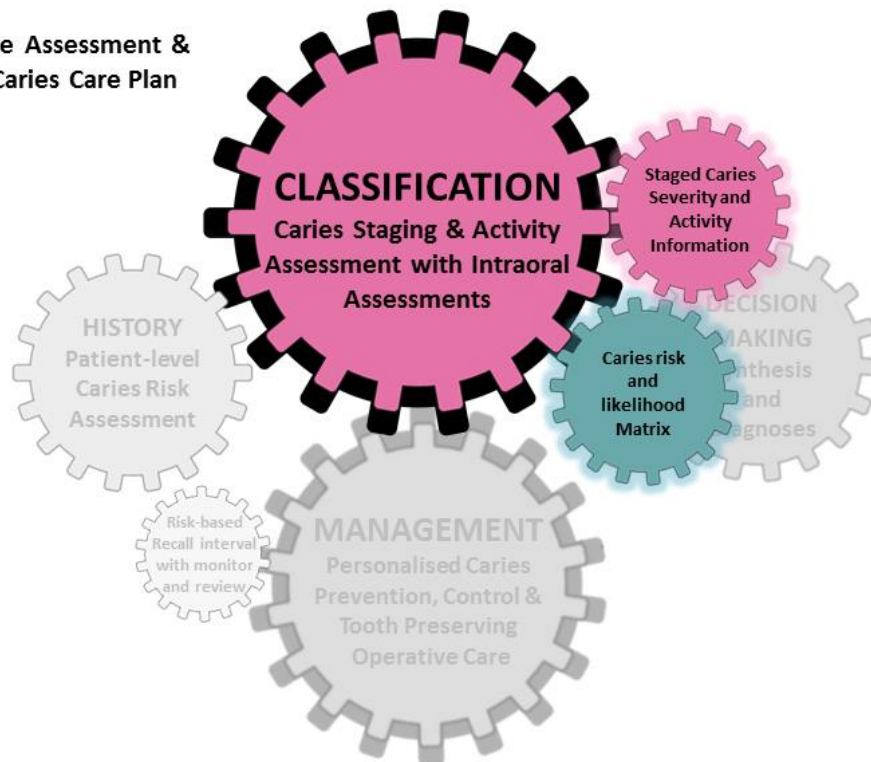 e Assessment &
Caries Care Plan
CLASSIFICATION
Caries Staging & Activity
Assessment with Intraoral
Assessments
Staged Caries
Severity and
Activity
Information
Caries risk
and
likelihood
Matrix
DECISION
MAKING
nthesis
and
agnoses
HISTORY
Patient-level
Caries Risk
Assessment
Risk-based
Recall interval
with monitor
and review
MANAGEMENT
Personalised Caries
Prevention, Control &
Tooth Preserving
Operative Care